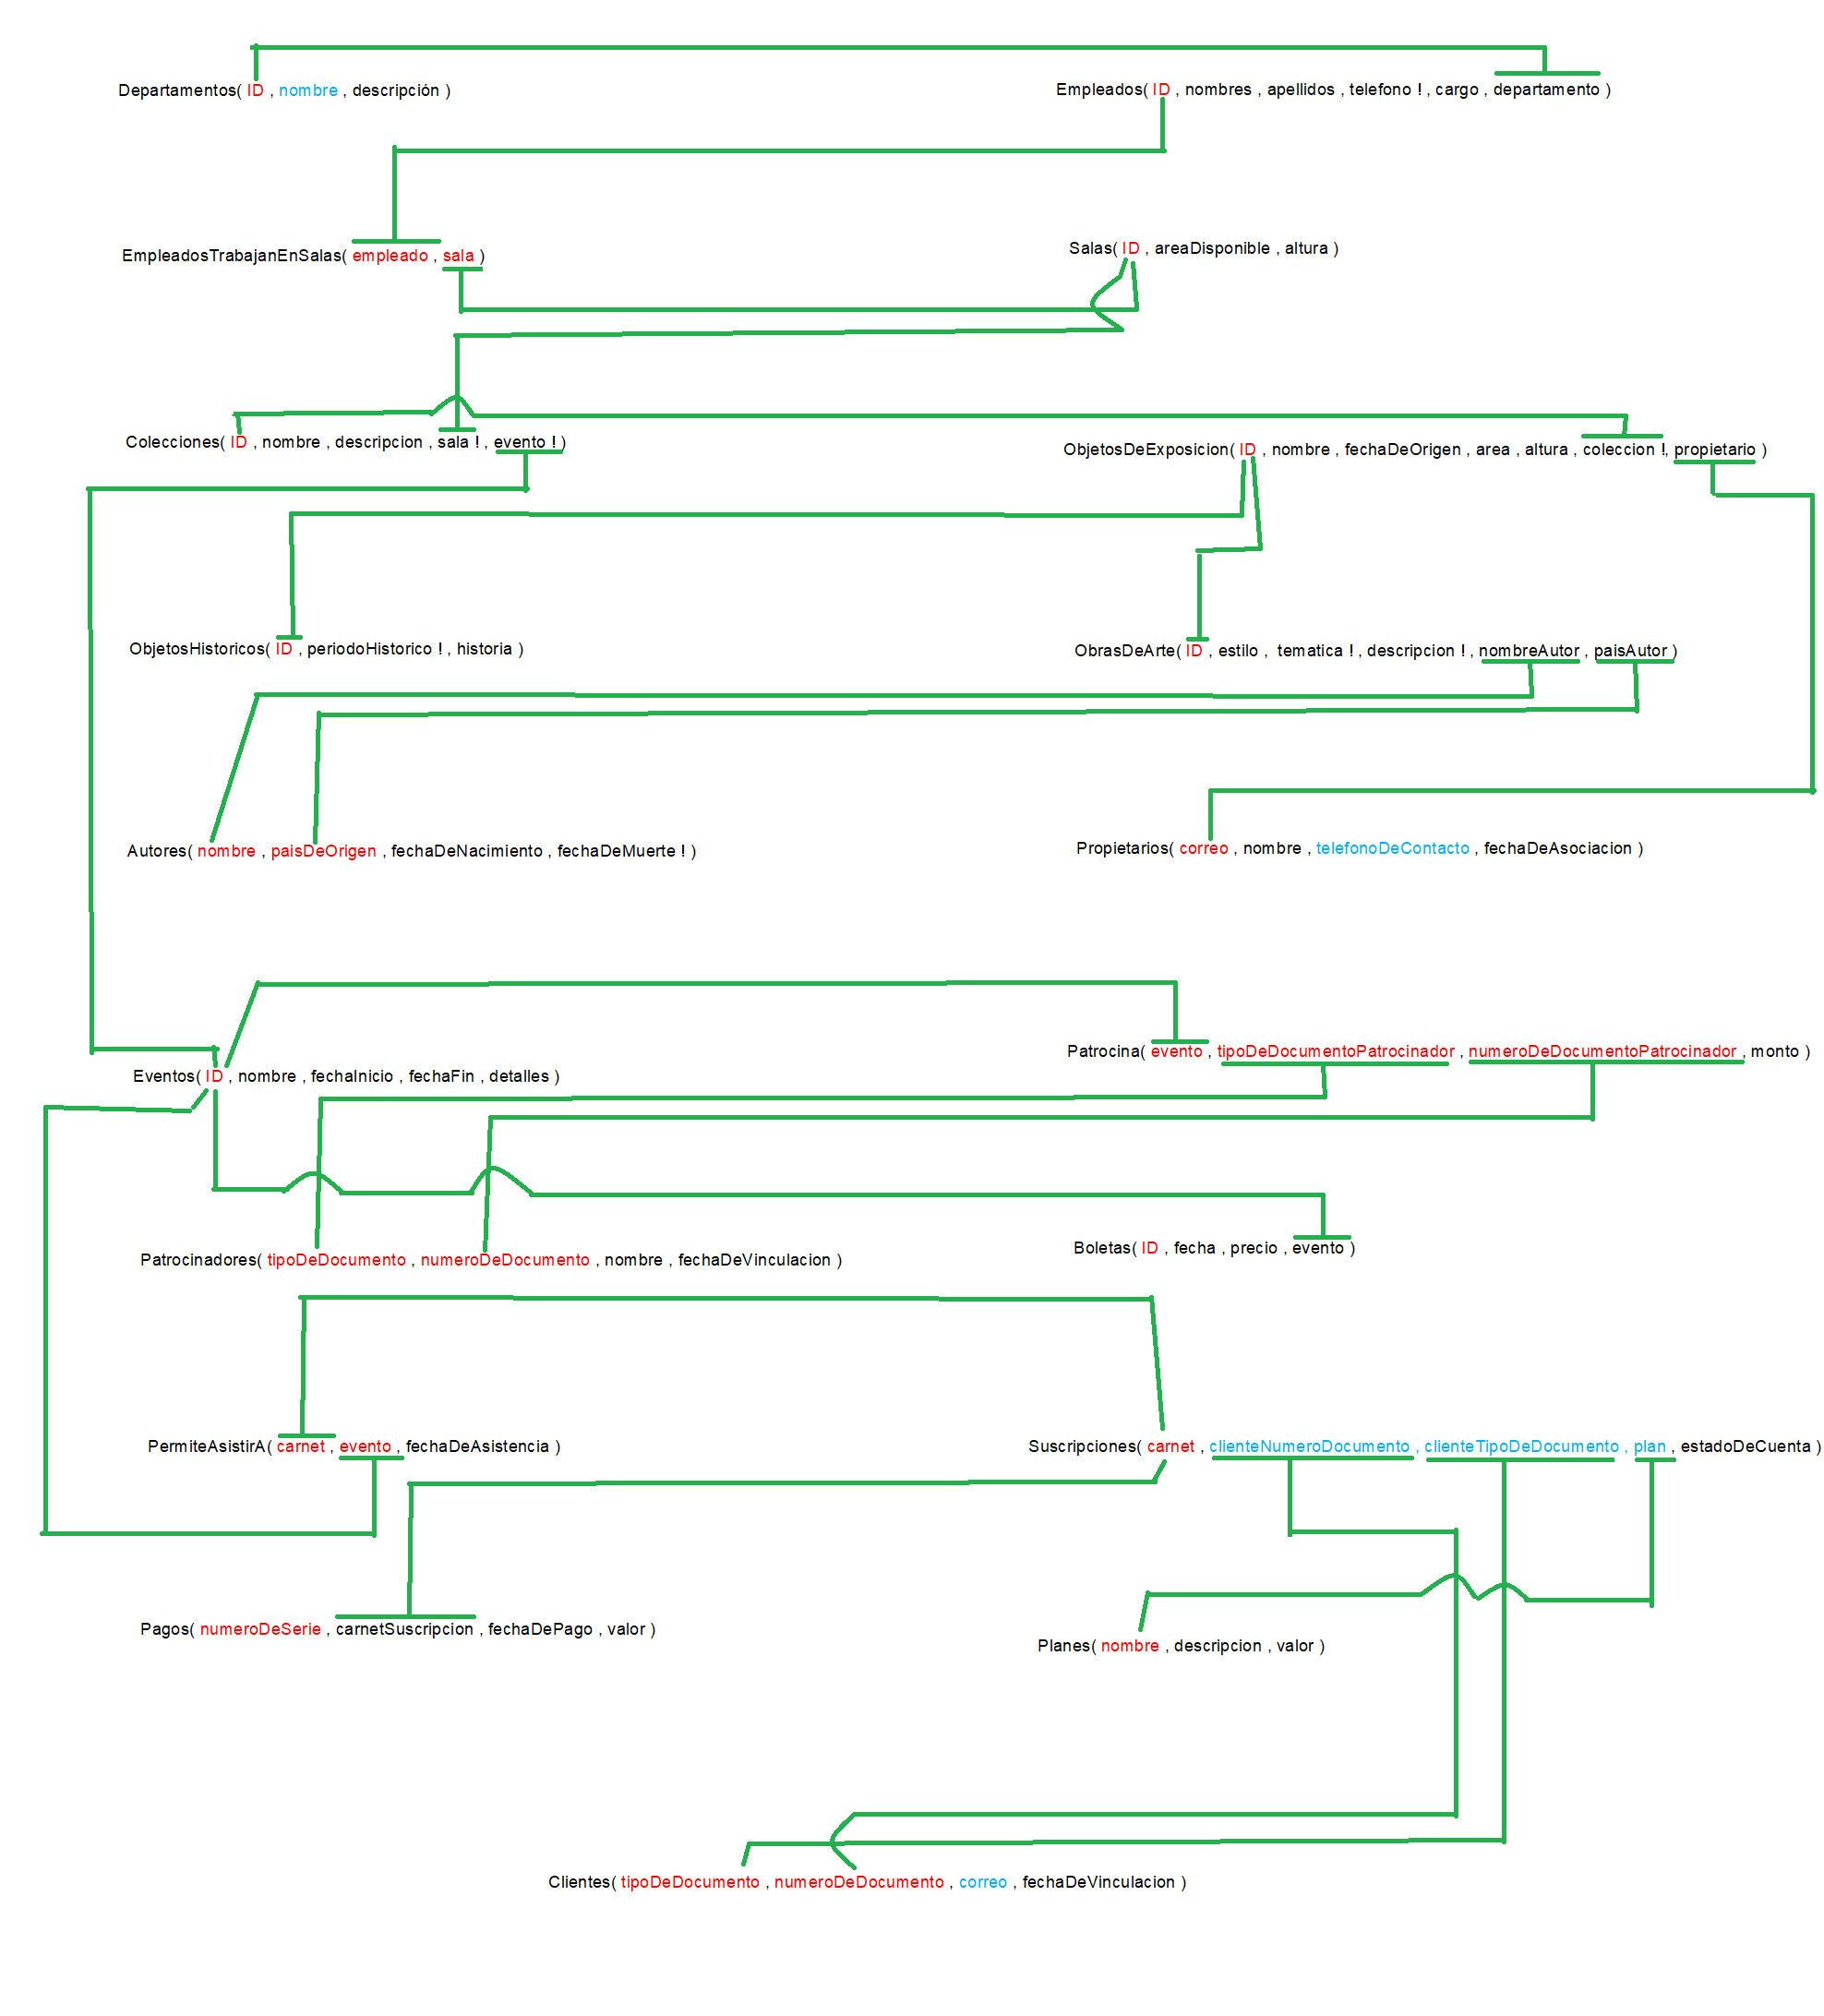 Departamentos( ID , nombre , descripción )
Empleados( ID , nombres , apellidos , telefono ! , cargo , departamento )
EmpleadosTrabajanEnSalas( empleado , sala )
Salas( ID , areaDisponible , altura )
Colecciones( ID , nombre , descripcion , sala ! , evento ! )
ObjetosDeExposicion( ID , nombre , fechaDeOrigen , area , altura , coleccion !, propietario )
ObjetosHistoricos( ID , periodoHistorico ! , historia )
ObrasDeArte( ID , estilo , tematica ! , descripcion ! , nombreAutor , paisAutor )
Autores( nombre , paisDeOrigen , fechaDeNacimiento , fechaDeMuerte ! )
Propietarios( correo , nombre , telefonoDeContacto , fechaDeAsociacion )
Patrocina( evento , tipoDeDocumentoPatrocinador , numeroDeDocumentoPatrocinador , monto )
Eventos( ID , nombre , fechaInicio , fechaFin , detalles )
Patrocinadores( tipoDeDocumento , numeroDeDocumento , nombre , fechaDeVinculacion )
Boletas( ID , fecha , precio , evento )
PermiteAsistirA( carnet , evento , fechaDeAsistencia )
Suscripciones( carnet , clienteNumeroDocumento , clienteTipoDeDocumento , plan , estadoDeCuenta )
Pagos( numeroDeSerie , carnetSuscripcion , fechaDePago , valor )
Planes( nombre , descripcion , valor )
Clientes( tipoDeDocumento , numeroDeDocumento , correo , fechaDeVinculacion )